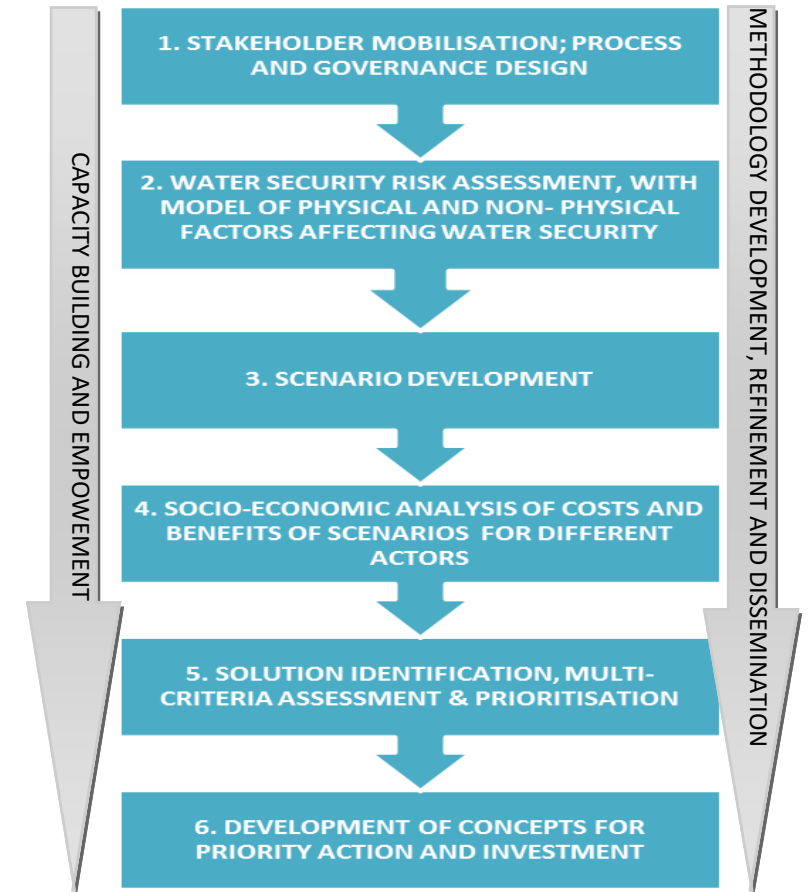 1. STAKEHOLDER MOBILISATION; PROCESS
AND GOVERNANCE DESIGN
2. WATER SECURITY RISK ASSESSMENT, WITH
MODEL OF PHYSICAL AND NON- PHYSICAL
FACTORS AFFECTING WATER SECURITY
3. SCENARIO DEVELOPMENT
4. SOCIO-ECONOMIC ANALYSIS OF COSTS AND
BENEFITS OF SCENARIOS FOR DIFFERENT
ACTORS
5. SOLUTION IDENTIFICATION, MULTI-
CRITERIA ASSESSMENT & PRIORITISATION
6. DEVELOPMENT OF CONCEPTS FOR
PRIORITY ACTION AND INVESTMENT
CAPACITY BUILDING AND EMPOWEMENT
METHODOLOGY DEVELOPMENT, REFINEMENT AND DISSEMINATION